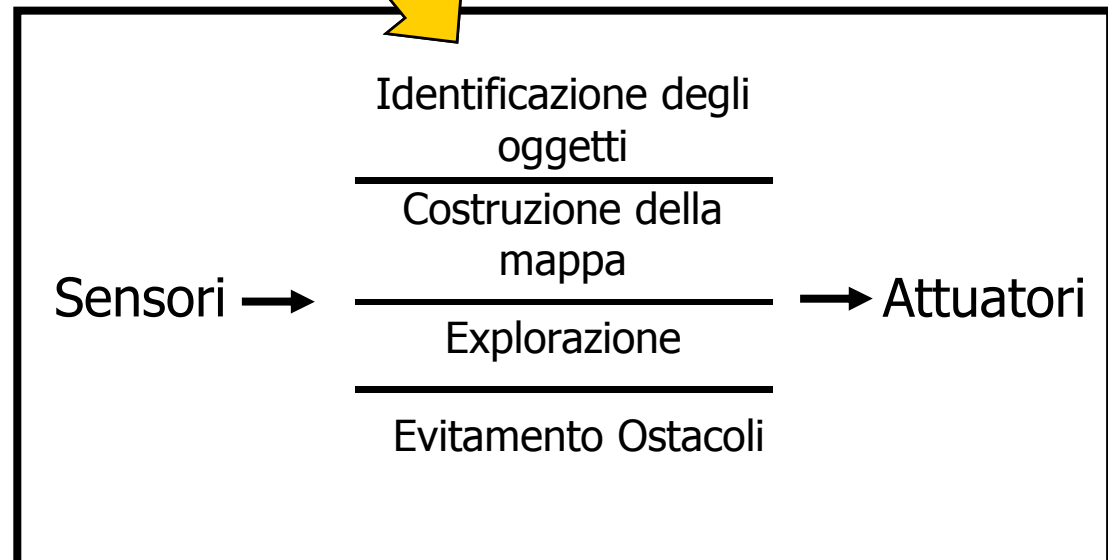 Identificazione degli
oggetti
Costruzione della
mappa
Sensori
Attuatori
Explorazione
Evitamento Ostacoli